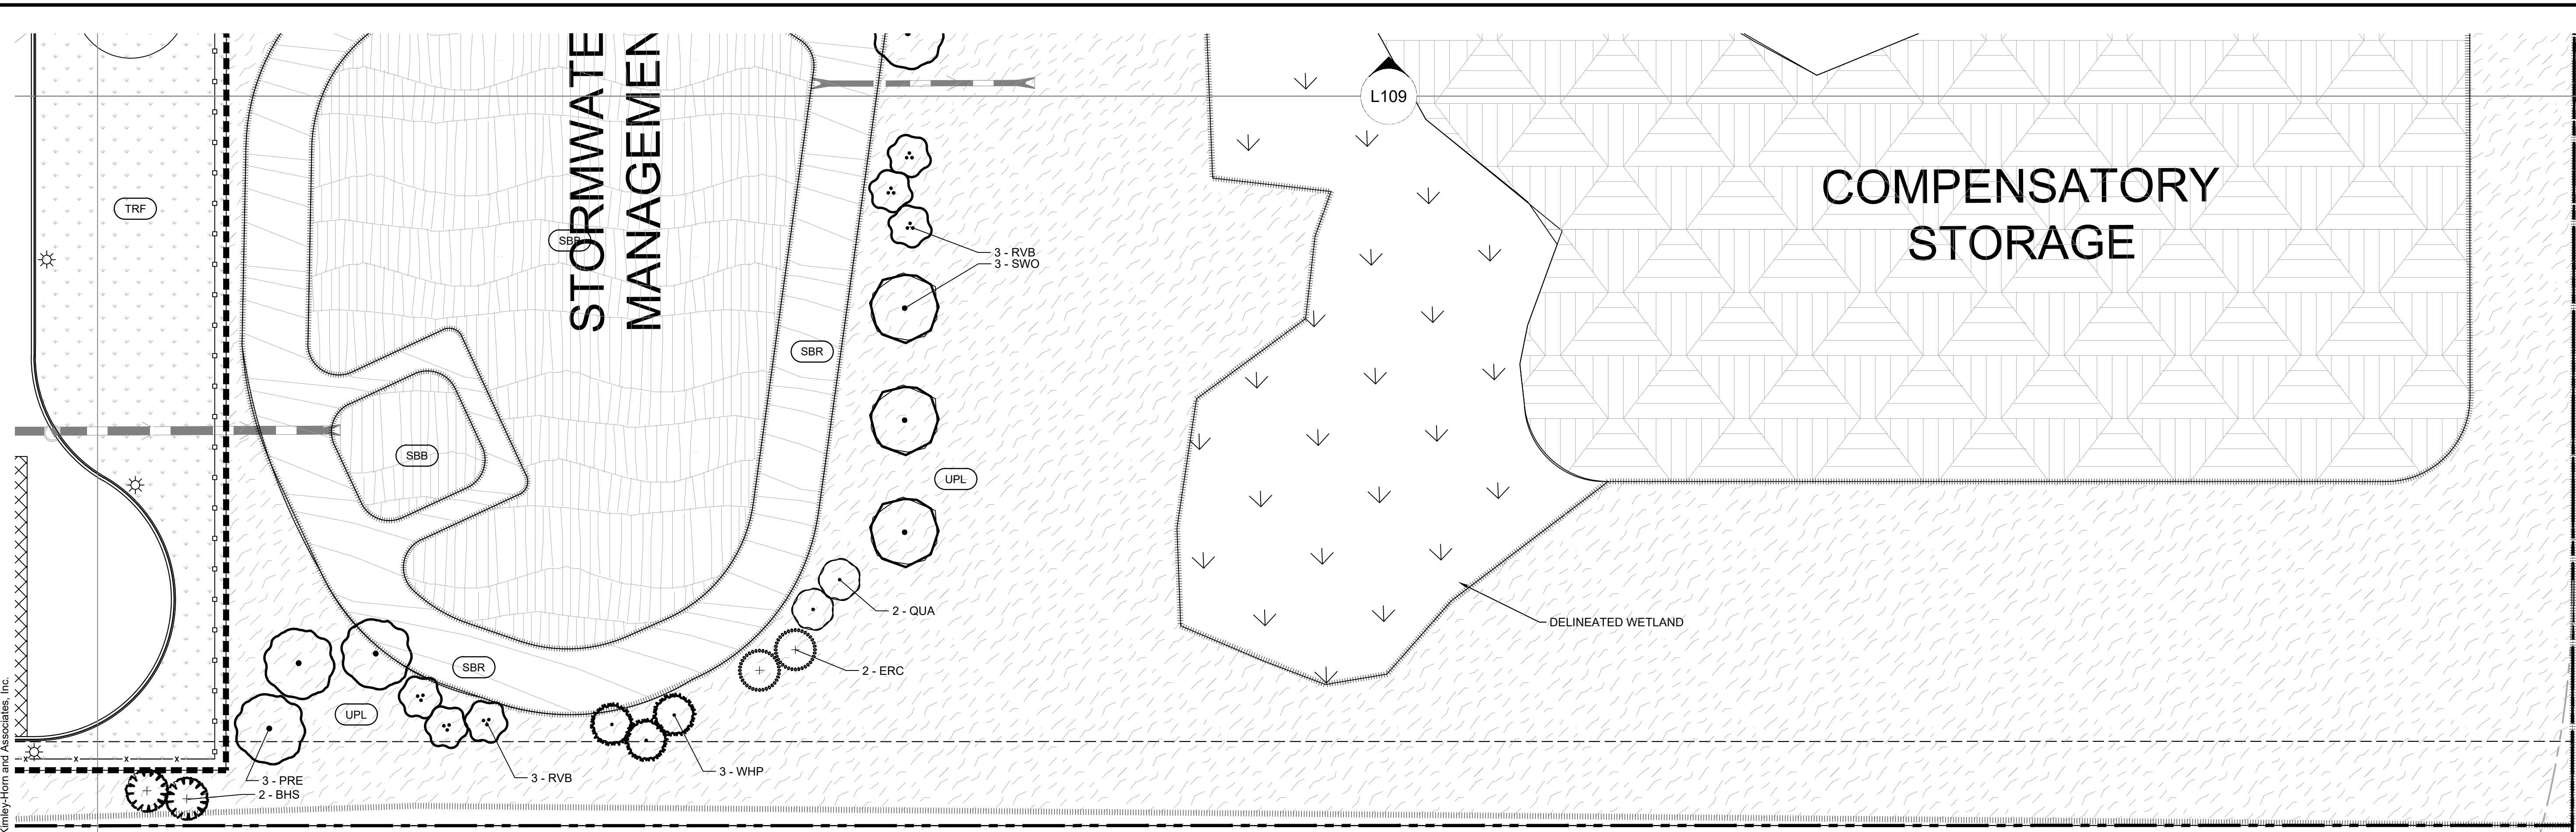 STORMWATE
MANAGEMEN
L109
COMPENSATORY
STORAGE
TRF
SBB
3 - RVB
3 - SWO
SBR
SBB
UPL
2 - QUA
DELINEATED WETLAND
SBR
2 - ERC
UPL
3 - WHP
3 - RVB
3 - PRE
2 - BHS
x x x x
Kimley-Horn and Associates, Inc.